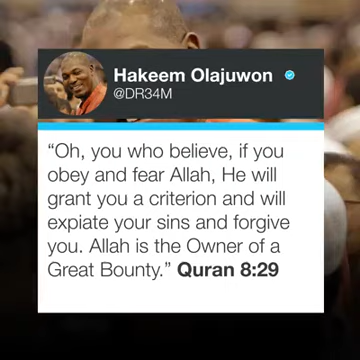 Hakeem Olajuwon
@DR34M
“Oh, you who believe, if you
obey and fear Allah, He will
grant you a criterion and will
expiate your sins and forgive
you. Allah is the Owner of a
Great Bounty.” Quran 8:29